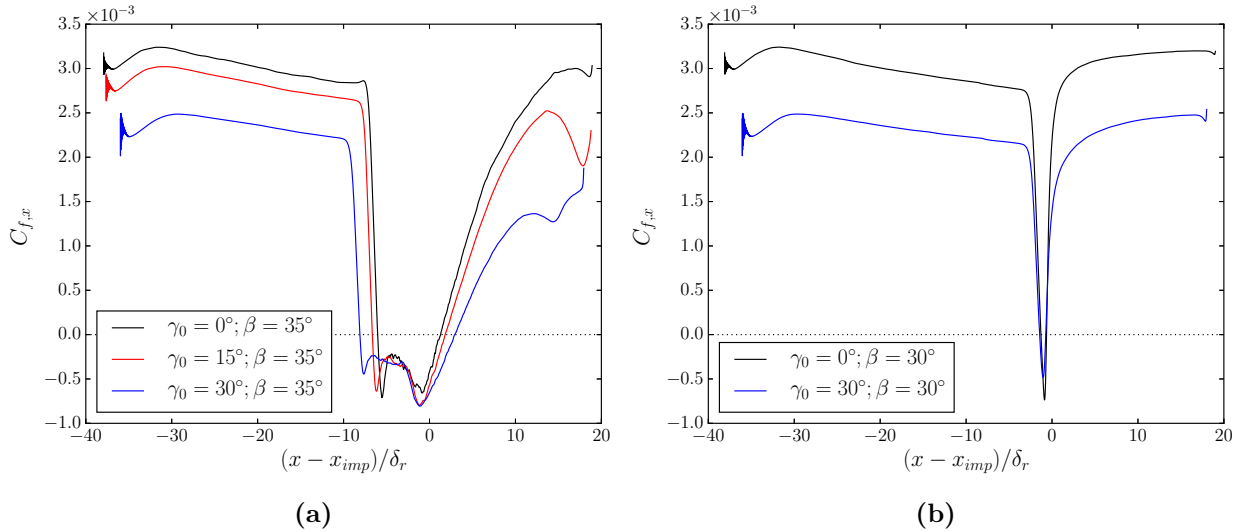 ×10⁻³
3.5
3.0
2.5
2.0
1.5
1.0
0.5
0.0
−0.5
−1.0
C_{f,x}
γ₀ = 0°; β = 35°
γ₀ = 15°; β = 35°
γ₀ = 30°; β = 35°
−40 −30 −20 −10 0 10 20
(x − x_{imp})/δ_r
(a)
×10⁻³
3.5
3.0
2.5
2.0
1.5
1.0
0.5
0.0
−0.5
−1.0
C_{f,x}
γ₀ = 0°; β = 30°
γ₀ = 30°; β = 30°
−40 −30 −20 −10 0 10 20
(x − x_{imp})/δ_r
(b)